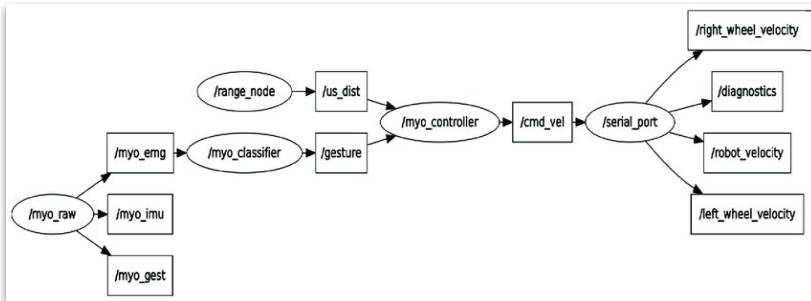 /right_wheel_velocity
/range_node
/us_dist
/diagnostics
/myo_controller
/cmd_vel
/serial_port
/myo_emg
/myo_classifier
/gesture
/robot_velocity
/myo_raw
/myo_imu
/left_wheel_velocity
/myo_gest